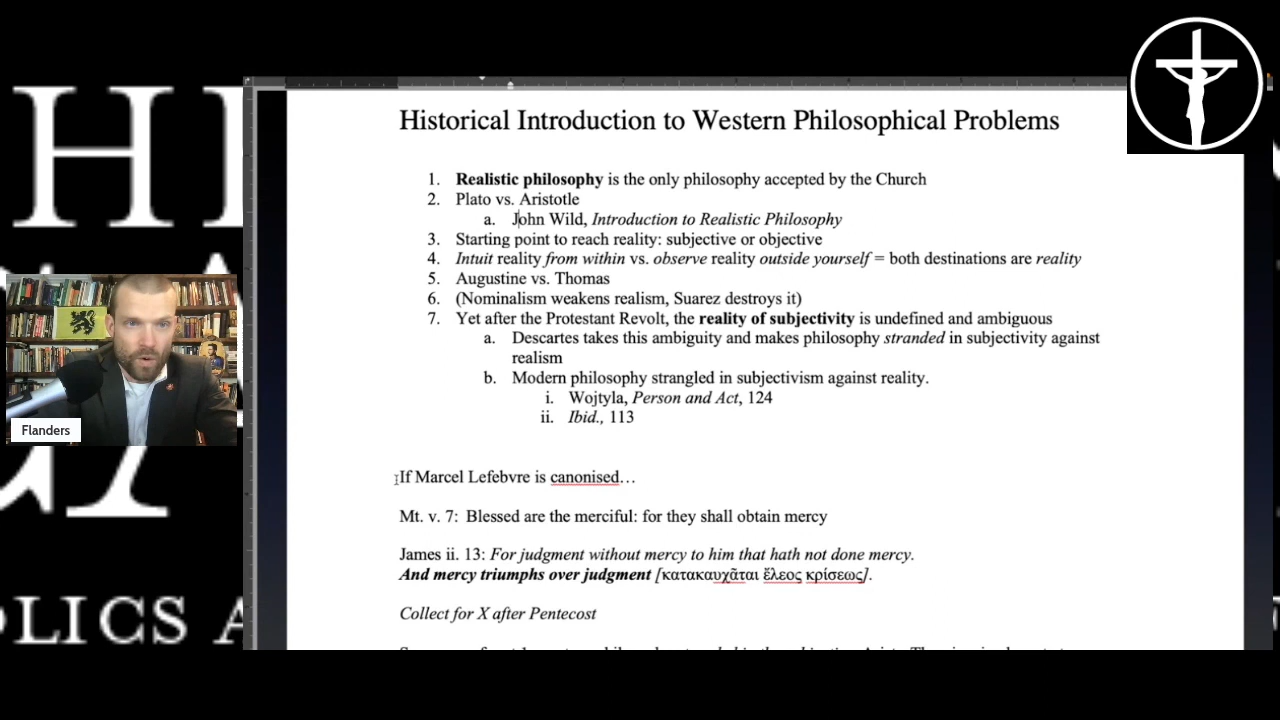 Historical Introduction to Western Philosophical Problems
1. Realistic philosophy is the only philosophy accepted by the Church
2. Plato vs. Aristotle
a. John Wild, Introduction to Realistic Philosophy
3. Starting point to reach reality: subjective or objective
4. Intuit reality from within vs. observe reality outside yourself = both destinations are reality
5. Augustine vs. Thomas
6. (Nominalism weakens realism, Suarez destroys it)
7. Yet after the Protestant Revolt, the reality of subjectivity is undefined and ambiguous
a. Descartes takes this ambiguity and makes philosophy stranded in subjectivity against
realism
b. Modern philosophy strangled in subjectivism against reality.
i. Wojtyla, Person and Act, 124
ii. Ibid., 113
If Marcel Lefebvre is canonised…
Mt. v. 7: Blessed are the merciful: for they shall obtain mercy
James ii. 13: For judgment without mercy to him that hath not done mercy.
And mercy triumphs over judgment [κατακαυχᾶται ἔλεος κρίσεως].
Collect for X after Pentecost
Flanders
OLICS A